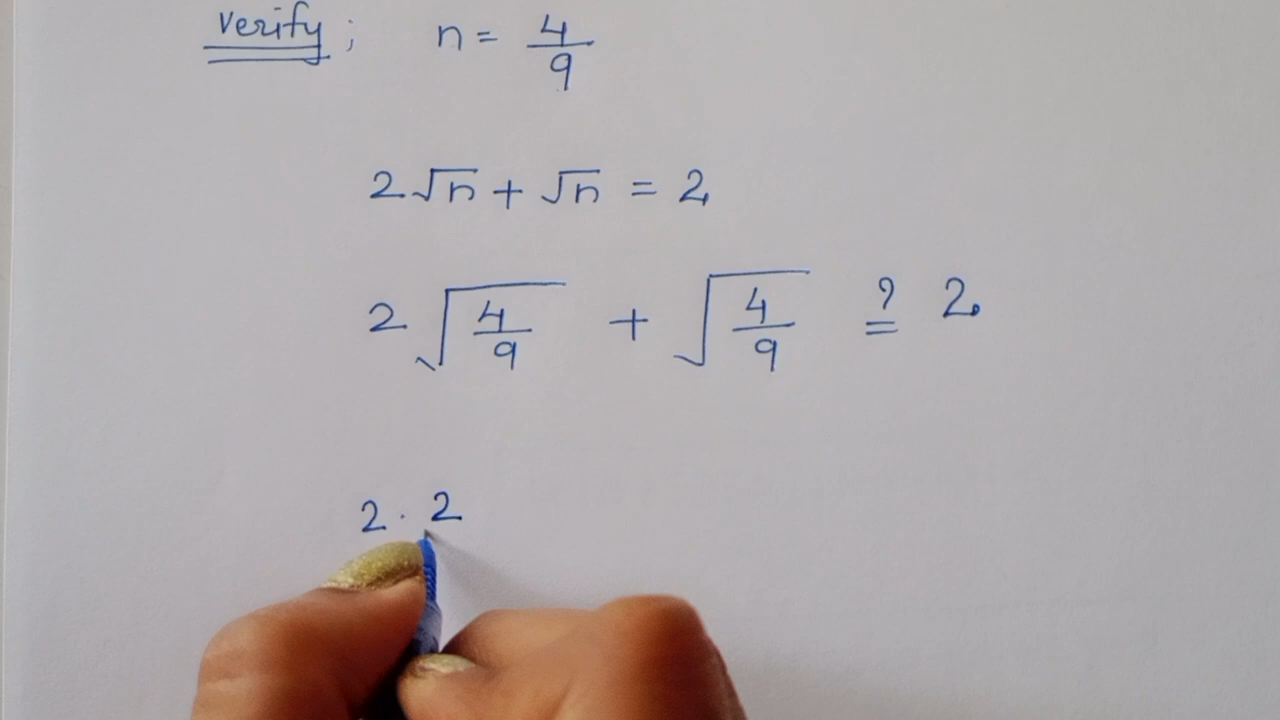 Verify; n = 4/9
2√n + √n = 2
2√(4/9) + √(4/9) ≟ 2
2 · 2